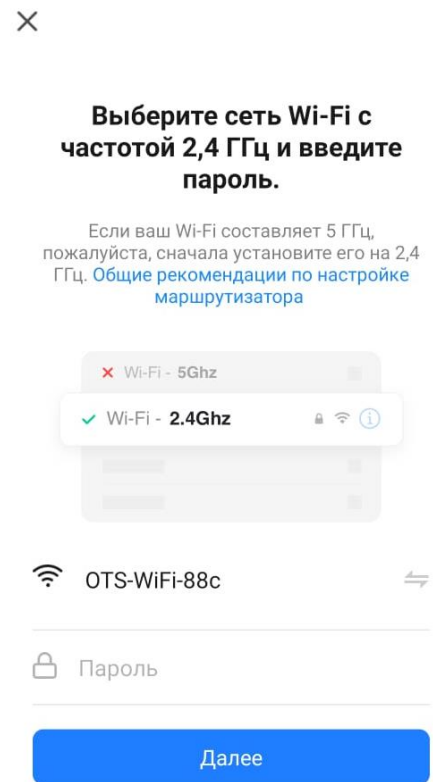 Выберите сеть Wi-Fi с
частотой 2,4 ГГц и введите
пароль.
Если ваш Wi-Fi составляет 5 ГГц,
пожалуйста, сначала установите его на 2,4
ГГц. Общие рекомендации по настройке
маршрутизатора
Wi-Fi - 5Ghz
Wi-Fi - 2.4Ghz
OTS-WiFi-88c
Пароль
Далее